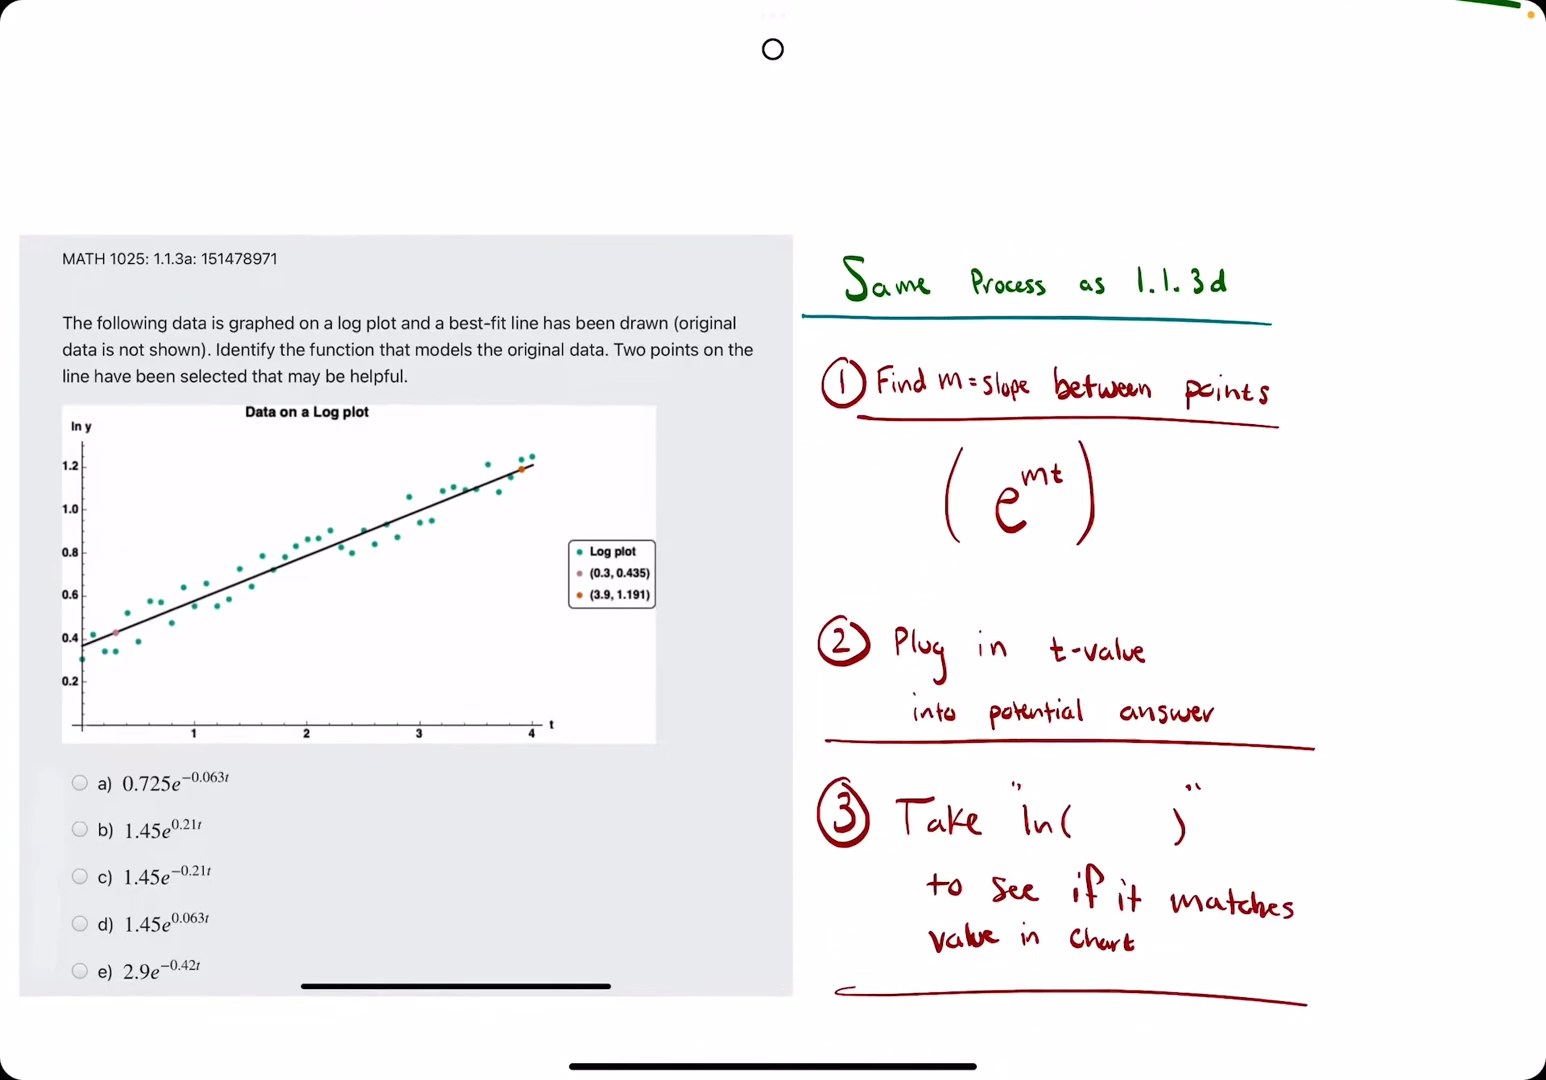 MATH 1025: 1.1.3a: 151478971
The following data is graphed on a log plot and a best-fit line has been drawn (original
data is not shown). Identify the function that models the original data. Two points on the
line have been selected that may be helpful.
Data on a Log plot
ln y
1.2
1.0
0.8
0.6
0.4
0.2
1 2 3 4
t
Log plot
(0.3, 0.435)
(3.9, 1.191)
a) 0.725e^{-0.063t}
b) 1.45e^{0.21t}
c) 1.45e^{-0.21t}
d) 1.45e^{0.063t}
e) 2.9e^{-0.42t}
Same Process as 1.1.3d
① Find m = slope between points
(e^{mt})
② Plug in t-value
into potential answer
③ Take "ln( )"
to see if it matches
value in chart